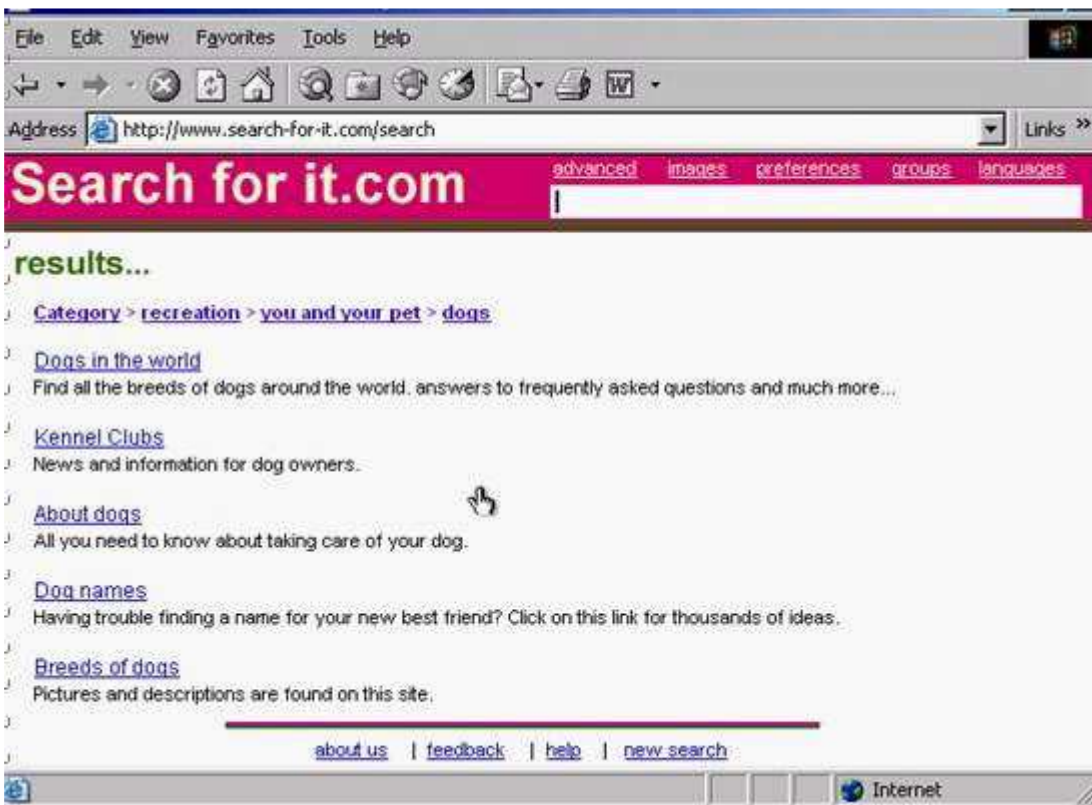 File Edit View Favorites Tools Help
Address http://www.search-for-it.com/search Links »
Search for it.com
advanced images preferences groups languages
results...
Category > recreation > you and your pet > dogs
Dogs in the world
Find all the breeds of dogs around the world. answers to frequently asked questions and much more...
Kennel Clubs
News and information for dog owners.
About dogs
All you need to know about taking care of your dog.
Dog names
Having trouble finding a name for your new best friend? Click on this link for thousands of ideas.
Breeds of dogs
Pictures and descriptions are found on this site.
about us | feedback | help | new search
Internet